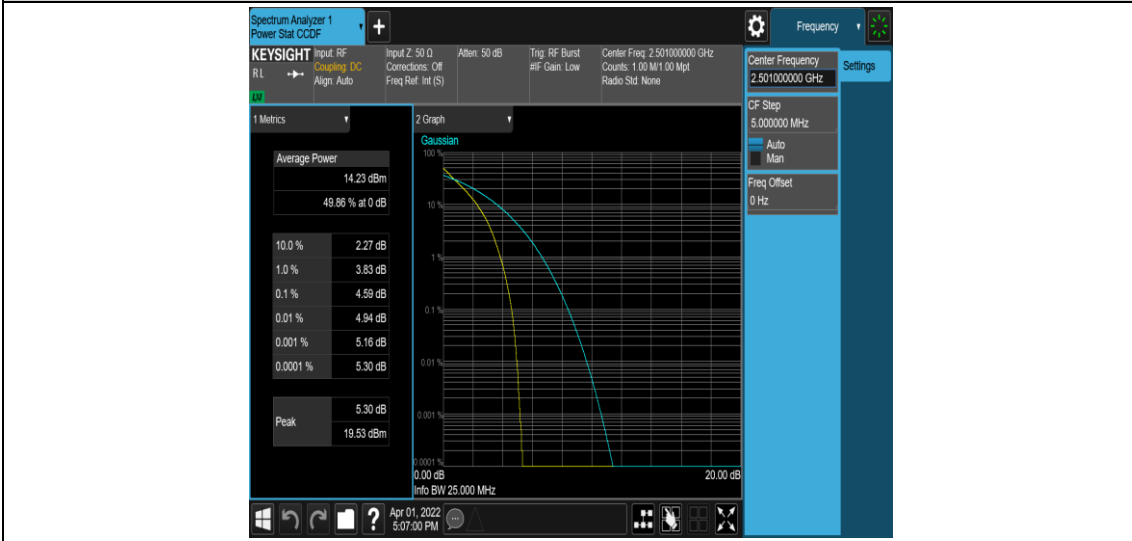 Spectrum Analyzer 1
Power Stat CCDF
+
Frequency
KEYSIGHT
RL
LNI
Input: RF
Coupling: DC
Align: Auto
Input Z: 50 Ω
Corrections: Off
Freq Ref: Int (S)
Atten: 50 dB
Trig: RF Burst
#IF Gain: Low
Center Freq: 2.501000000 GHz
Counts: 1.00 M/1.00 Mpt
Radio Std: None
Center Frequency
2.501000000 GHz
Settings
CF Step
5.000000 MHz
Auto
Man
Freq Offset
0 Hz
1 Metrics
Average Power
14.23 dBm
49.86 % at 0 dB
10.0 % 2.27 dB
1.0 % 3.83 dB
0.1 % 4.59 dB
0.01 % 4.94 dB
0.001 % 5.16 dB
0.0001 % 5.30 dB
Peak 5.30 dB
19.53 dBm
2 Graph
Gaussian
100 %
10 %
1 %
0.1 %
0.01 %
0.001 %
0.0001 %
0.00 dB 20.00 dB
Info BW 25.000 MHz
?
Apr 01, 2022
5:07:00 PM